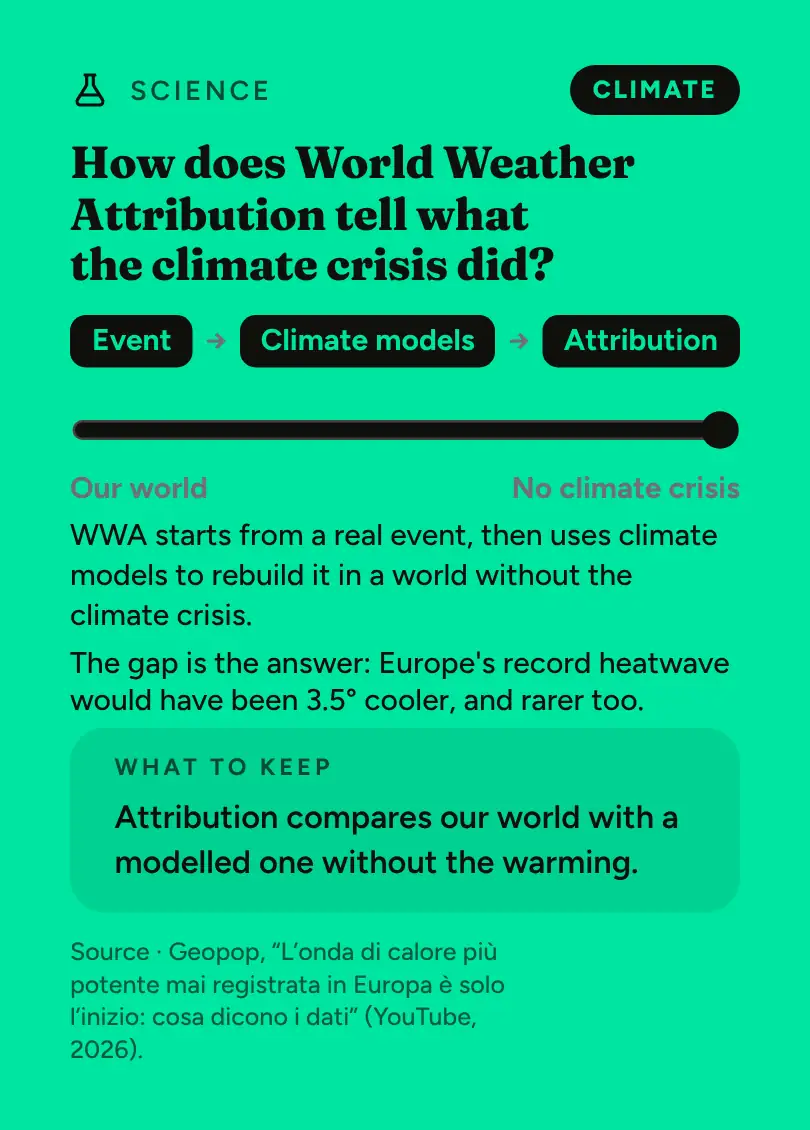 SCIENCE
CLIMATE
How does World Weather
Attribution tell what
the climate crisis did?
Event → Climate models → Attribution
Our world
No climate crisis
WWA starts from a real event, then uses climate
models to rebuild it in a world without the
climate crisis.
The gap is the answer: Europe's record heatwave
would have been 3.5° cooler, and rarer too.
WHAT TO KEEP
Attribution compares our world with a
modelled one without the warming.
Source · Geopop, “L’onda di calore più
potente mai registrata in Europa è solo
l’inizio: cosa dicono i dati” (YouTube,
2026).